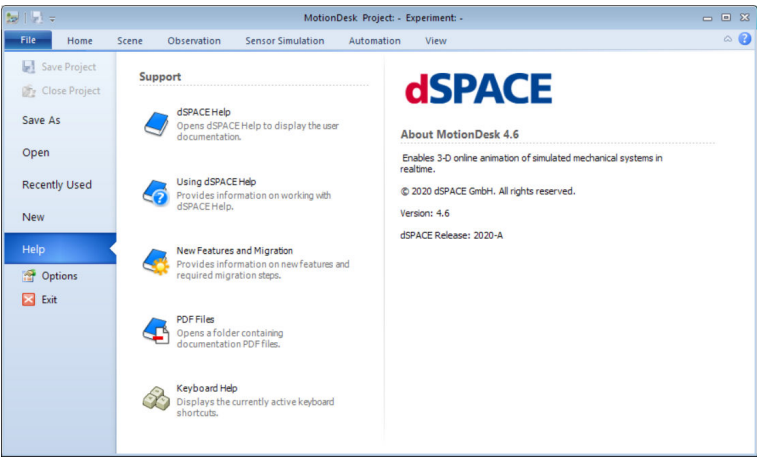 MotionDesk Project: - Experiment: -
File Home Scene Observation Sensor Simulation Automation View
Save Project
Close Project
Save As
Open
Recently Used
New
Help
Options
Exit
Support
dSPACE Help
Opens dSPACE Help to display the user
documentation.
Using dSPACE Help
Provides information on working with
dSPACE Help.
New Features and Migration
Provides information on new features and
required migration steps.
PDF Files
Opens a folder containing
documentation PDF files.
Keyboard Help
Displays the currently active keyboard
shortcuts.
dSPACE
About MotionDesk 4.6
Enables 3-D online animation of simulated mechanical systems in
realtime.
© 2020 dSPACE GmbH. All rights reserved.
Version: 4.6
dSPACE Release: 2020-A